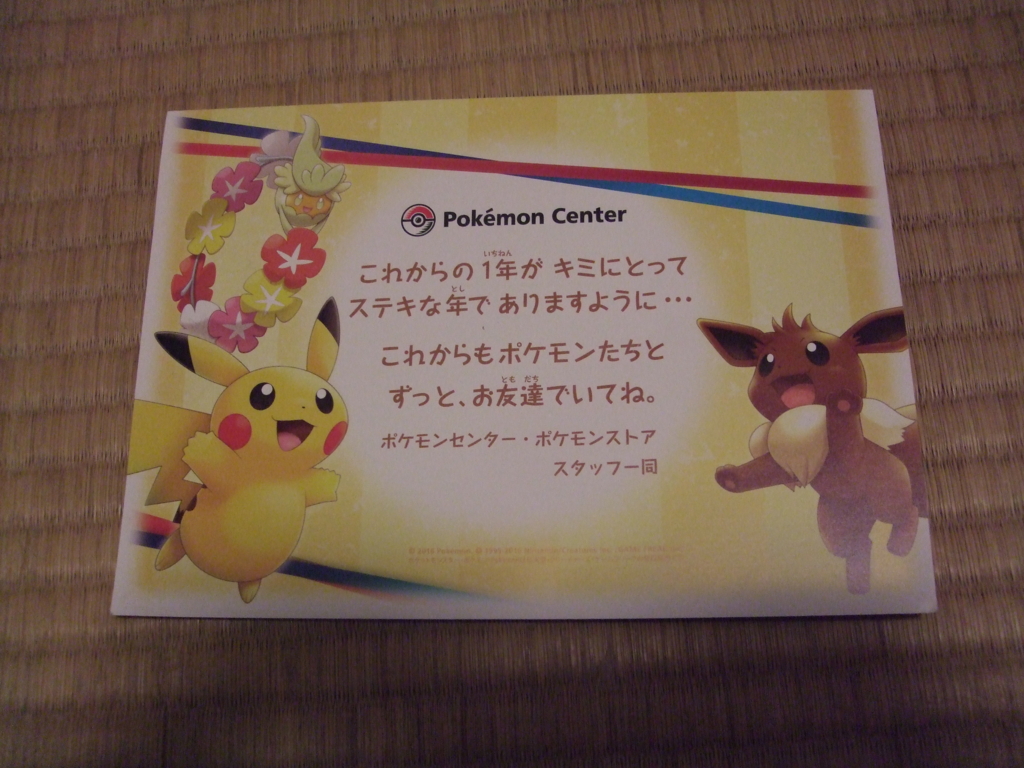 Pokémon Center
これからの1年が キミにとって
ステキな年で ありますように…
これからもポケモンたちと
ずっと、お友達でいてね。
ポケモンセンター・ポケモンストア
スタッフ一同